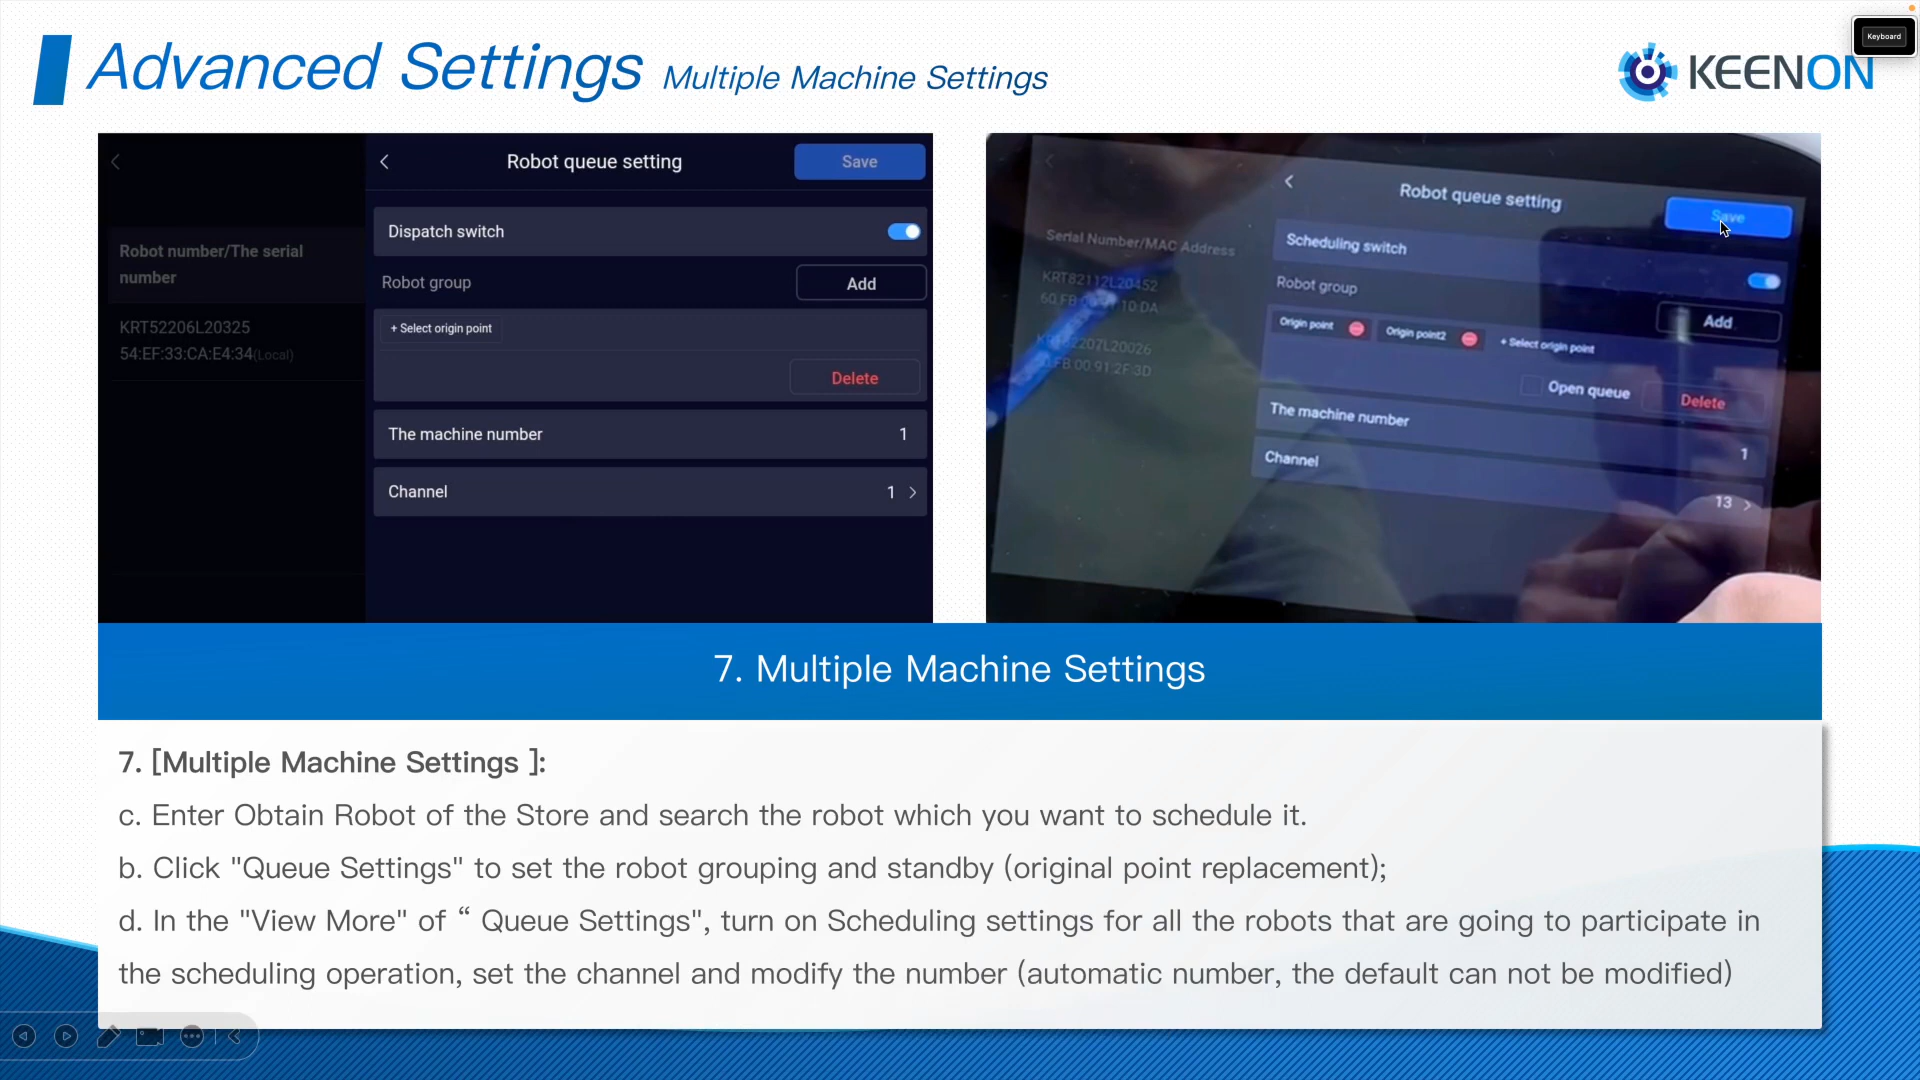 Keyboard
Advanced Settings Multiple Machine Settings
KEENON
Robot queue setting
Save
Dispatch switch
Robot number/The serial
number
Robot group
Add
KRT52206L20325
54:EF:33:CA:E4:34(Local)
+ Select origin point
Delete
The machine number 1
Channel 1
Robot queue setting
Save
Serial Number/MAC Address
Scheduling switch
KRT82112L20452
Robot group
Add
Origin point
Origin point2
+ Select origin point
Open queue
Delete
The machine number
1
Channel
13
7. Multiple Machine Settings
7. [Multiple Machine Settings ]:
c. Enter Obtain Robot of the Store and search the robot which you want to schedule it.
b. Click "Queue Settings" to set the robot grouping and standby (original point replacement);
d. In the "View More" of “ Queue Settings", turn on Scheduling settings for all the robots that are going to participate in
the scheduling operation, set the channel and modify the number (automatic number, the default can not be modified)